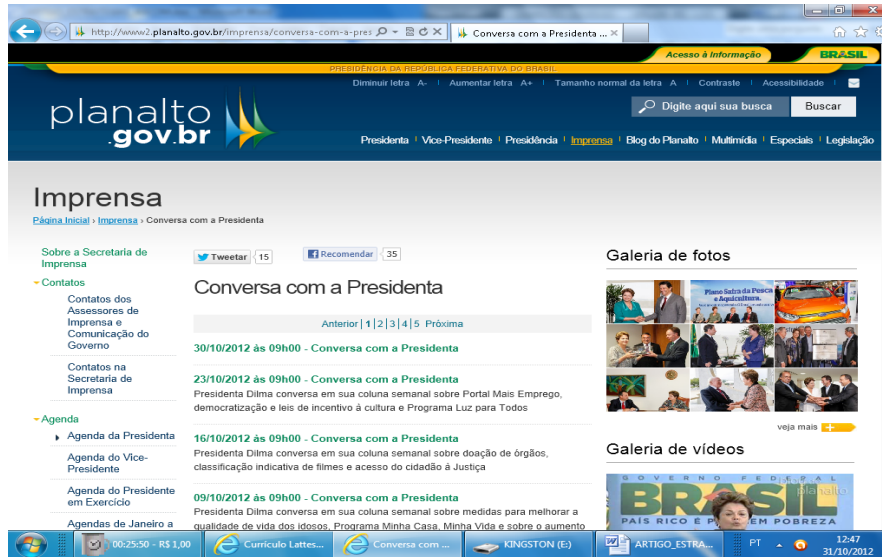 http://www2.planalto.gov.br/imprensa/conversa-com-a-pres
Conversa com a Presidenta ...
Acesso à Informação
BRASIL
PRESIDÊNCIA DA REPÚBLICA FEDERATIVA DO BRASIL
Diminuir letra A- Aumentar letra A+ Tamanho normal da letra A Contraste Acessibilidade
planalto
.gov.br
Digite aqui sua busca
Buscar
Presidenta Vice-Presidente Presidência Imprensa Blog do Planalto Multimídia Especiais Legislação
Imprensa
Página Inicial › Imprensa › Conversa com a Presidenta
Sobre a Secretaria de
Imprensa
Contatos
Contatos dos
Assessores de
Imprensa e
Comunicação do
Governo
Contatos na
Secretaria de
Imprensa
Agenda
Agenda da Presidenta
Agenda do Vice-
Presidente
Agenda do Presidente
em Exercício
Agendas de Janeiro a
Tweetar 15
Recomendar 35
Conversa com a Presidenta
Anterior | 1 | 2 | 3 | 4 | 5 Próxima
30/10/2012 às 09h00 - Conversa com a Presidenta
23/10/2012 às 09h00 - Conversa com a Presidenta
Presidenta Dilma conversa em sua coluna semanal sobre Portal Mais Emprego,
democratização e leis de incentivo à cultura e Programa Luz para Todos
16/10/2012 às 09h00 - Conversa com a Presidenta
Presidenta Dilma conversa em sua coluna semanal sobre doação de órgãos,
classificação indicativa de filmes e acesso do cidadão à Justiça
09/10/2012 às 09h00 - Conversa com a Presidenta
Presidenta Dilma conversa em sua coluna semanal sobre medidas para melhorar a
qualidade de vida dos idosos, Programa Minha Casa, Minha Vida e sobre o aumento
Galeria de fotos
Plano Safra da Pesca
e Aquicultura.
veja mais
Galeria de vídeos
GOVERNO FEDERAL
planalto
BRASIL
PAÍS RICO É EM POBREZA
00:25:50 - R$ 1,00
Currículo Lattes...
Conversa com ...
KINGSTON (E:)
ARTIGO_ESTRA...
PT
12:47
31/10/2012